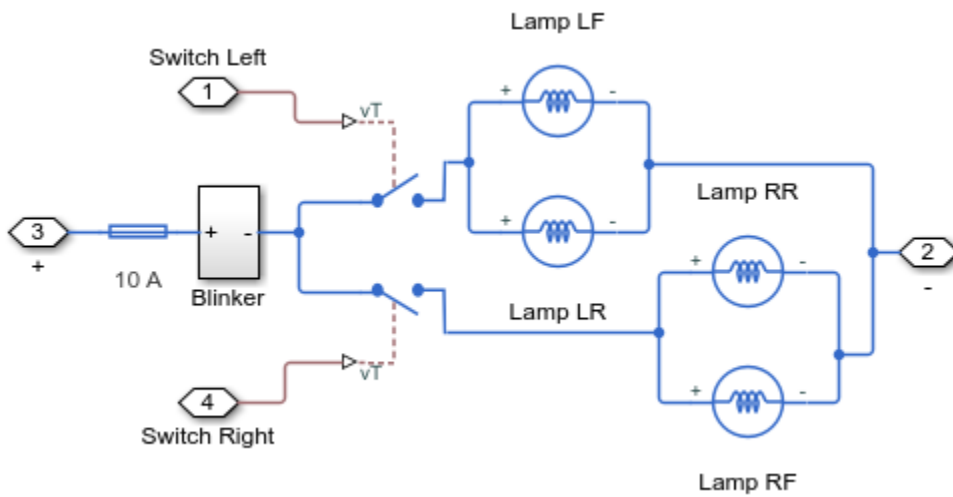 Lamp LF
Switch Left
1
vT
+
-
Lamp RR
+
-
3
+
10 A
+
-
Blinker
+
-
2
-
Lamp LR
vT
4
Switch Right
+
-
Lamp RF